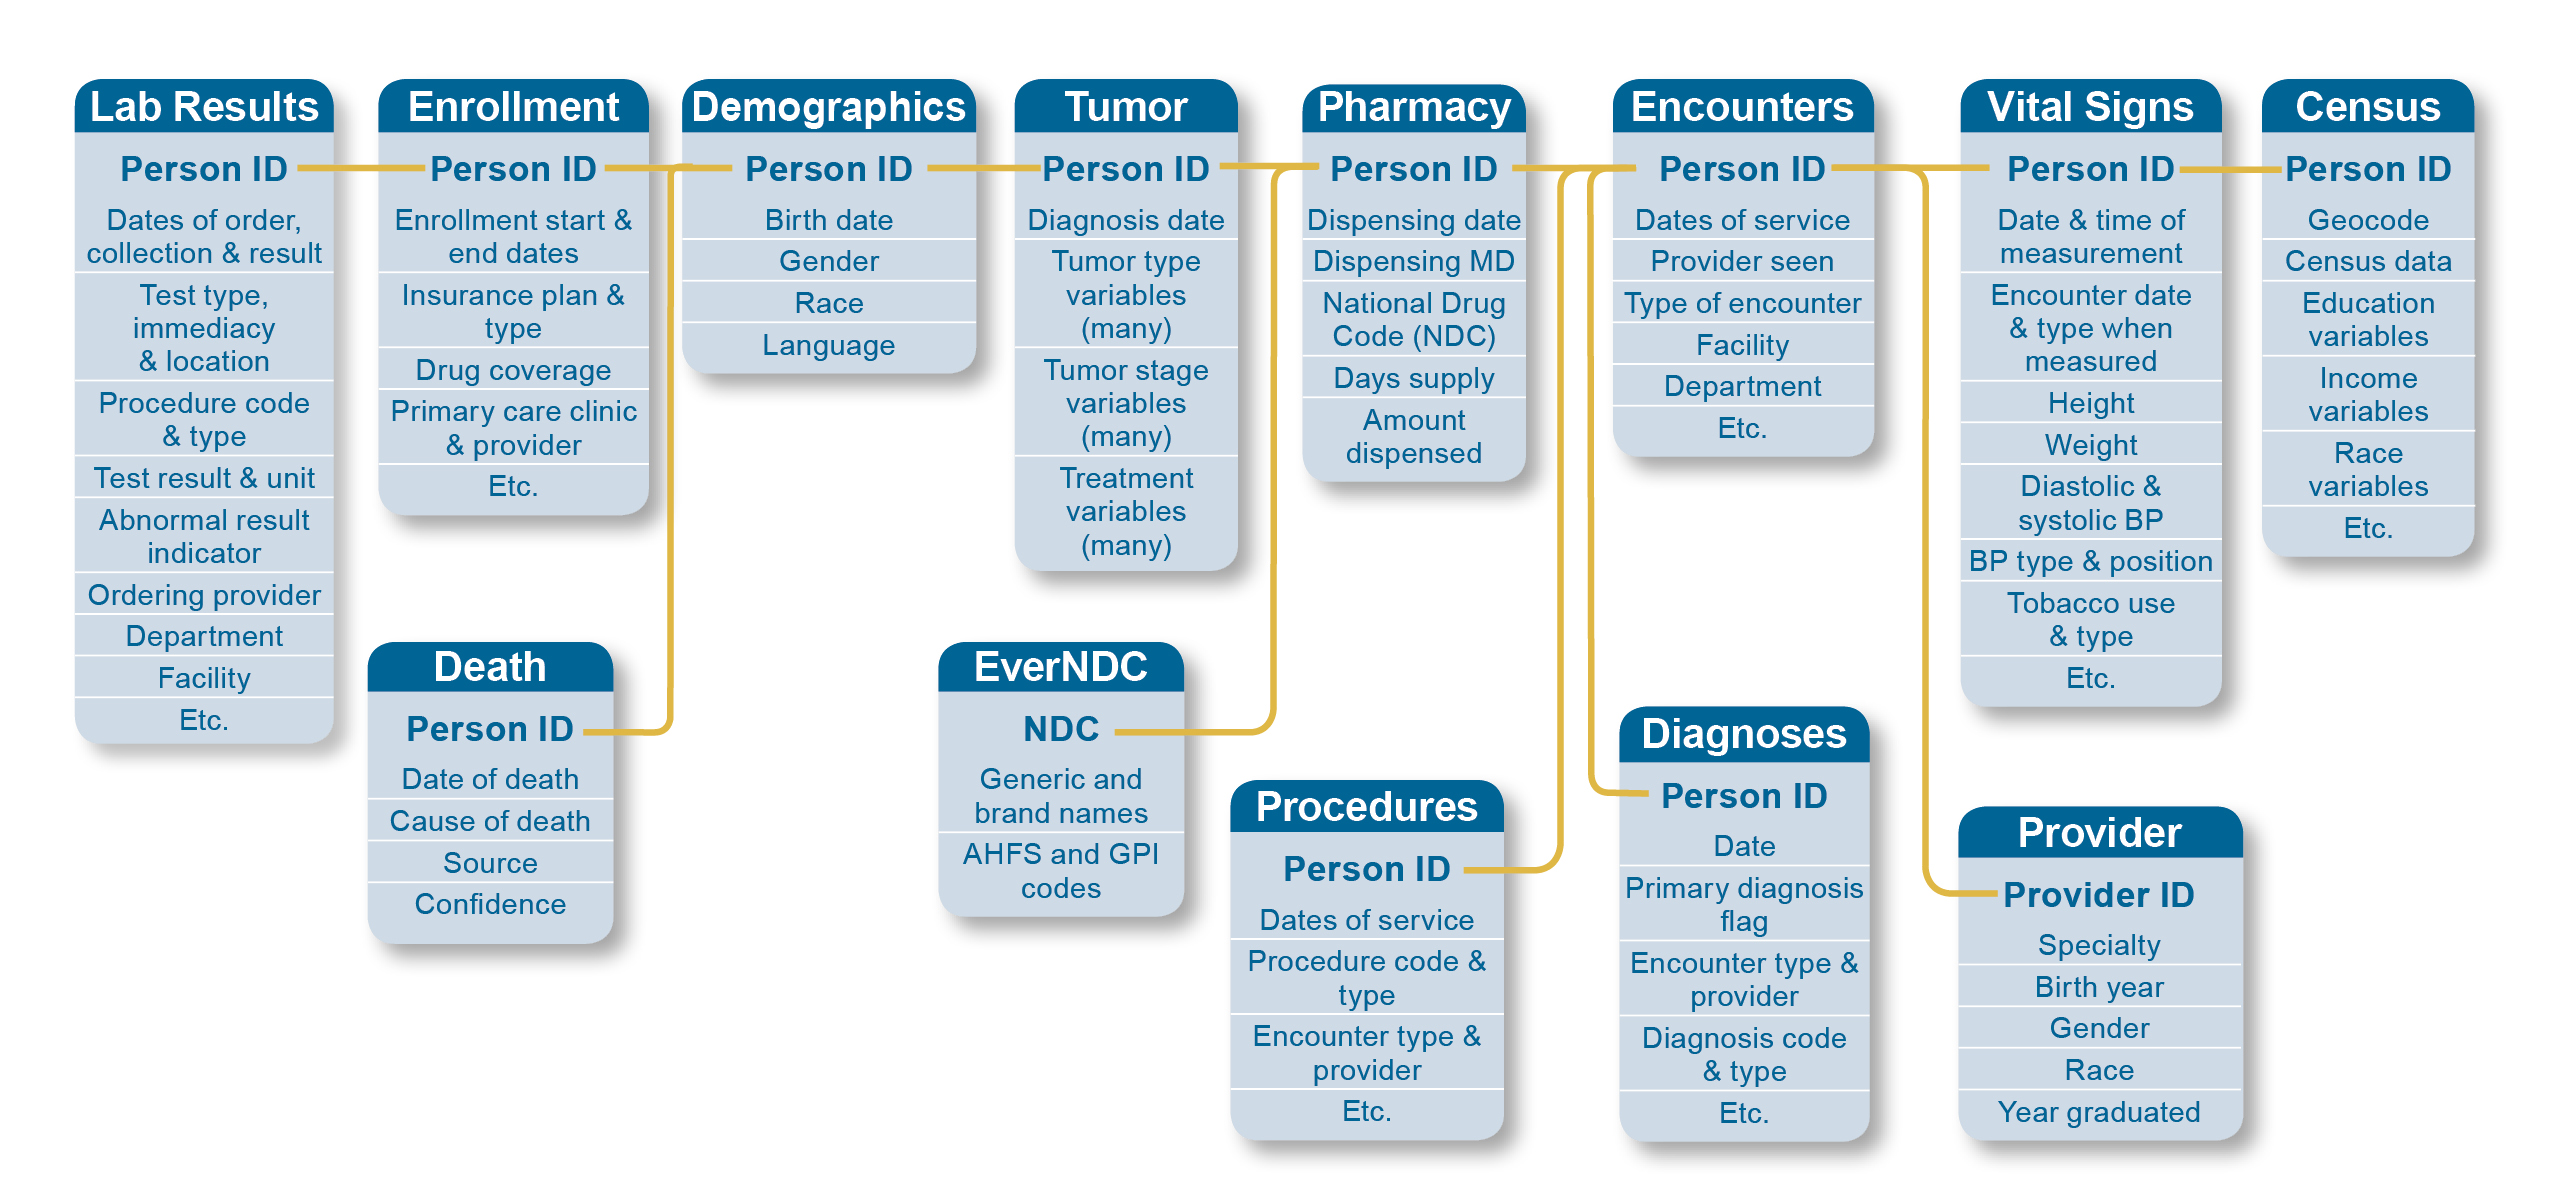 Lab Results
Person ID
Dates of order,
collection & result
Test type,
immediacy
& location
Procedure code
& type
Test result & unit
Abnormal result
indicator
Ordering provider
Department
Facility
Etc.
Enrollment
Person ID
Enrollment start &
end dates
Insurance plan &
type
Drug coverage
Primary care clinic
& provider
Etc.
Demographics
Person ID
Birth date
Gender
Race
Language
Tumor
Person ID
Diagnosis date
Tumor type
variables
(many)
Tumor stage
variables
(many)
Treatment
variables
(many)
Pharmacy
Person ID
Dispensing date
Dispensing MD
National Drug
Code (NDC)
Days supply
Amount
dispensed
Encounters
Person ID
Dates of service
Provider seen
Type of encounter
Facility
Department
Etc.
Vital Signs
Person ID
Date & time of
measurement
Encounter date
& type when
measured
Height
Weight
Diastolic &
systolic BP
BP type & position
Tobacco use
& type
Etc.
Census
Person ID
Geocode
Census data
Education
variables
Income
variables
Race
variables
Etc.
Death
Person ID
Date of death
Cause of death
Source
Confidence
EverNDC
NDC
Generic and
brand names
AHFS and GPI
codes
Procedures
Person ID
Dates of service
Procedure code &
type
Encounter type &
provider
Etc.
Diagnoses
Person ID
Date
Primary diagnosis
flag
Encounter type &
provider
Diagnosis code
& type
Etc.
Provider
Provider ID
Specialty
Birth year
Gender
Race
Year graduated